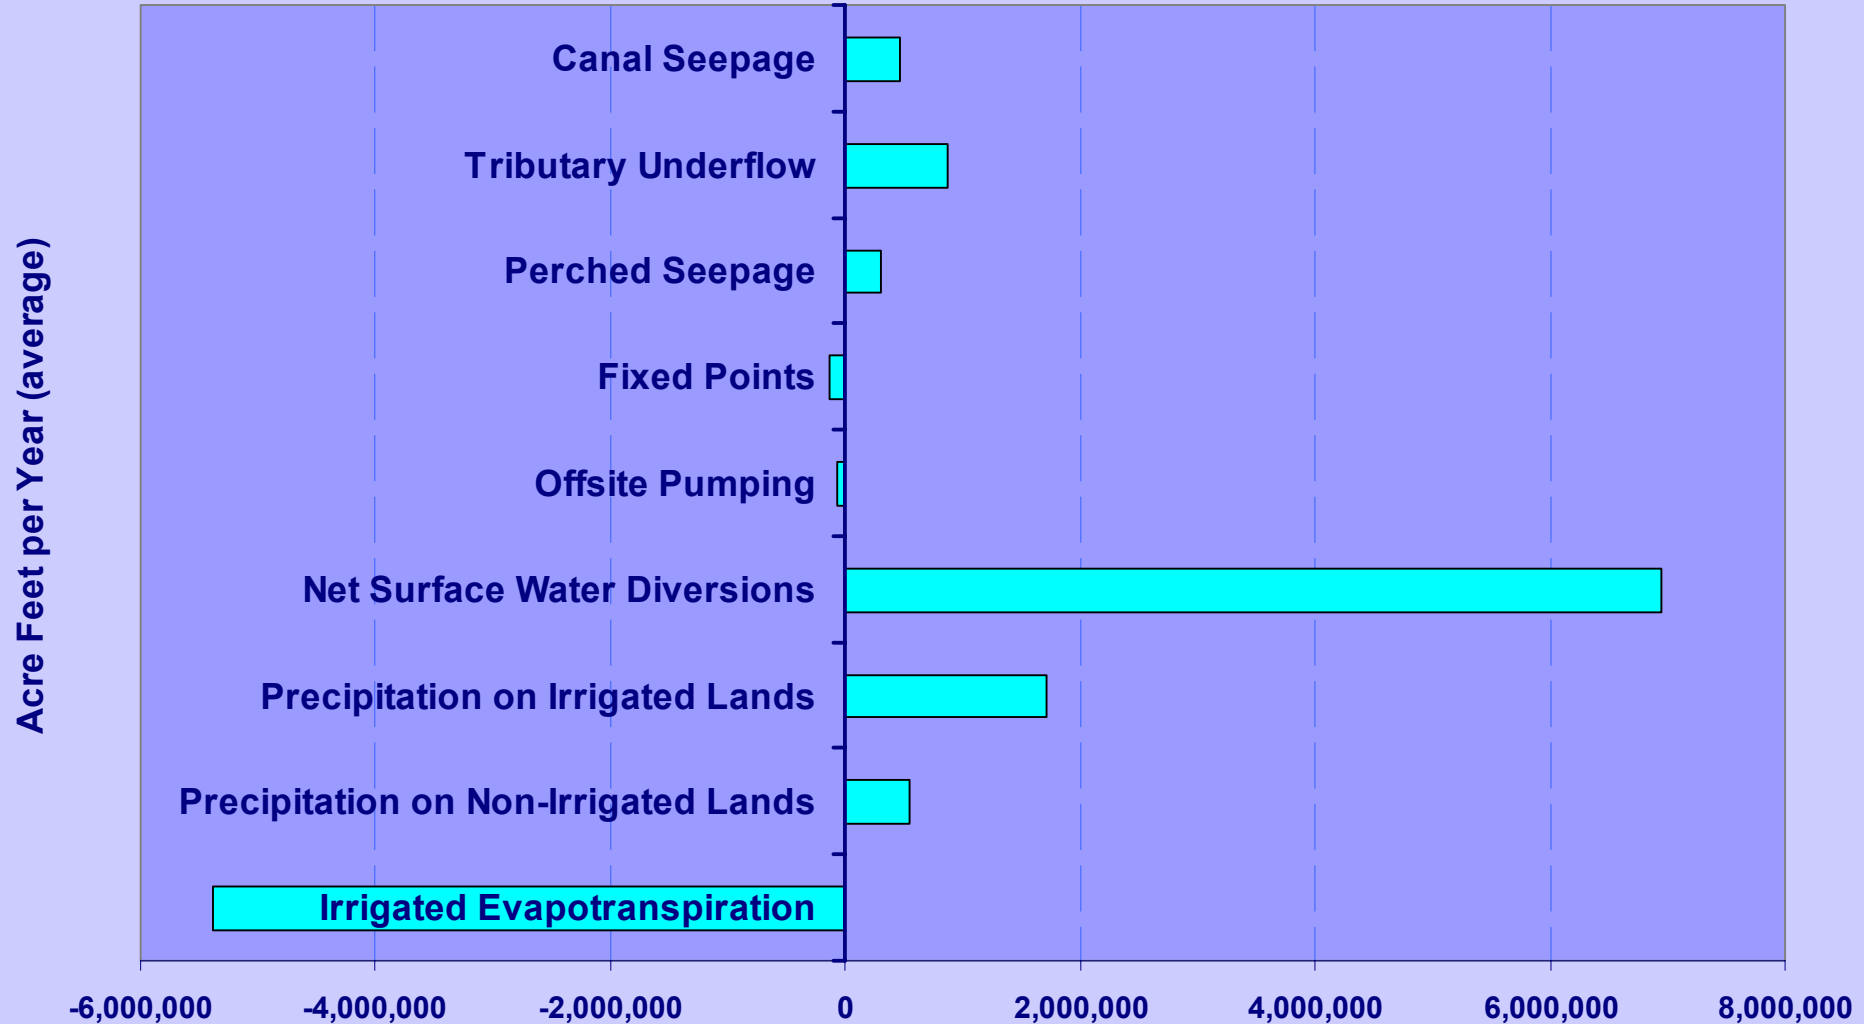 Acre Feet per Year (average)
Canal Seepage
Tributary Underflow
Perched Seepage
Fixed Points
Offsite Pumping
Net Surface Water Diversions
Precipitation on Irrigated Lands
Precipitation on Non-Irrigated Lands
Irrigated Evapotranspiration
-6,000,000 -4,000,000 -2,000,000 0 2,000,000 4,000,000 6,000,000 8,000,000